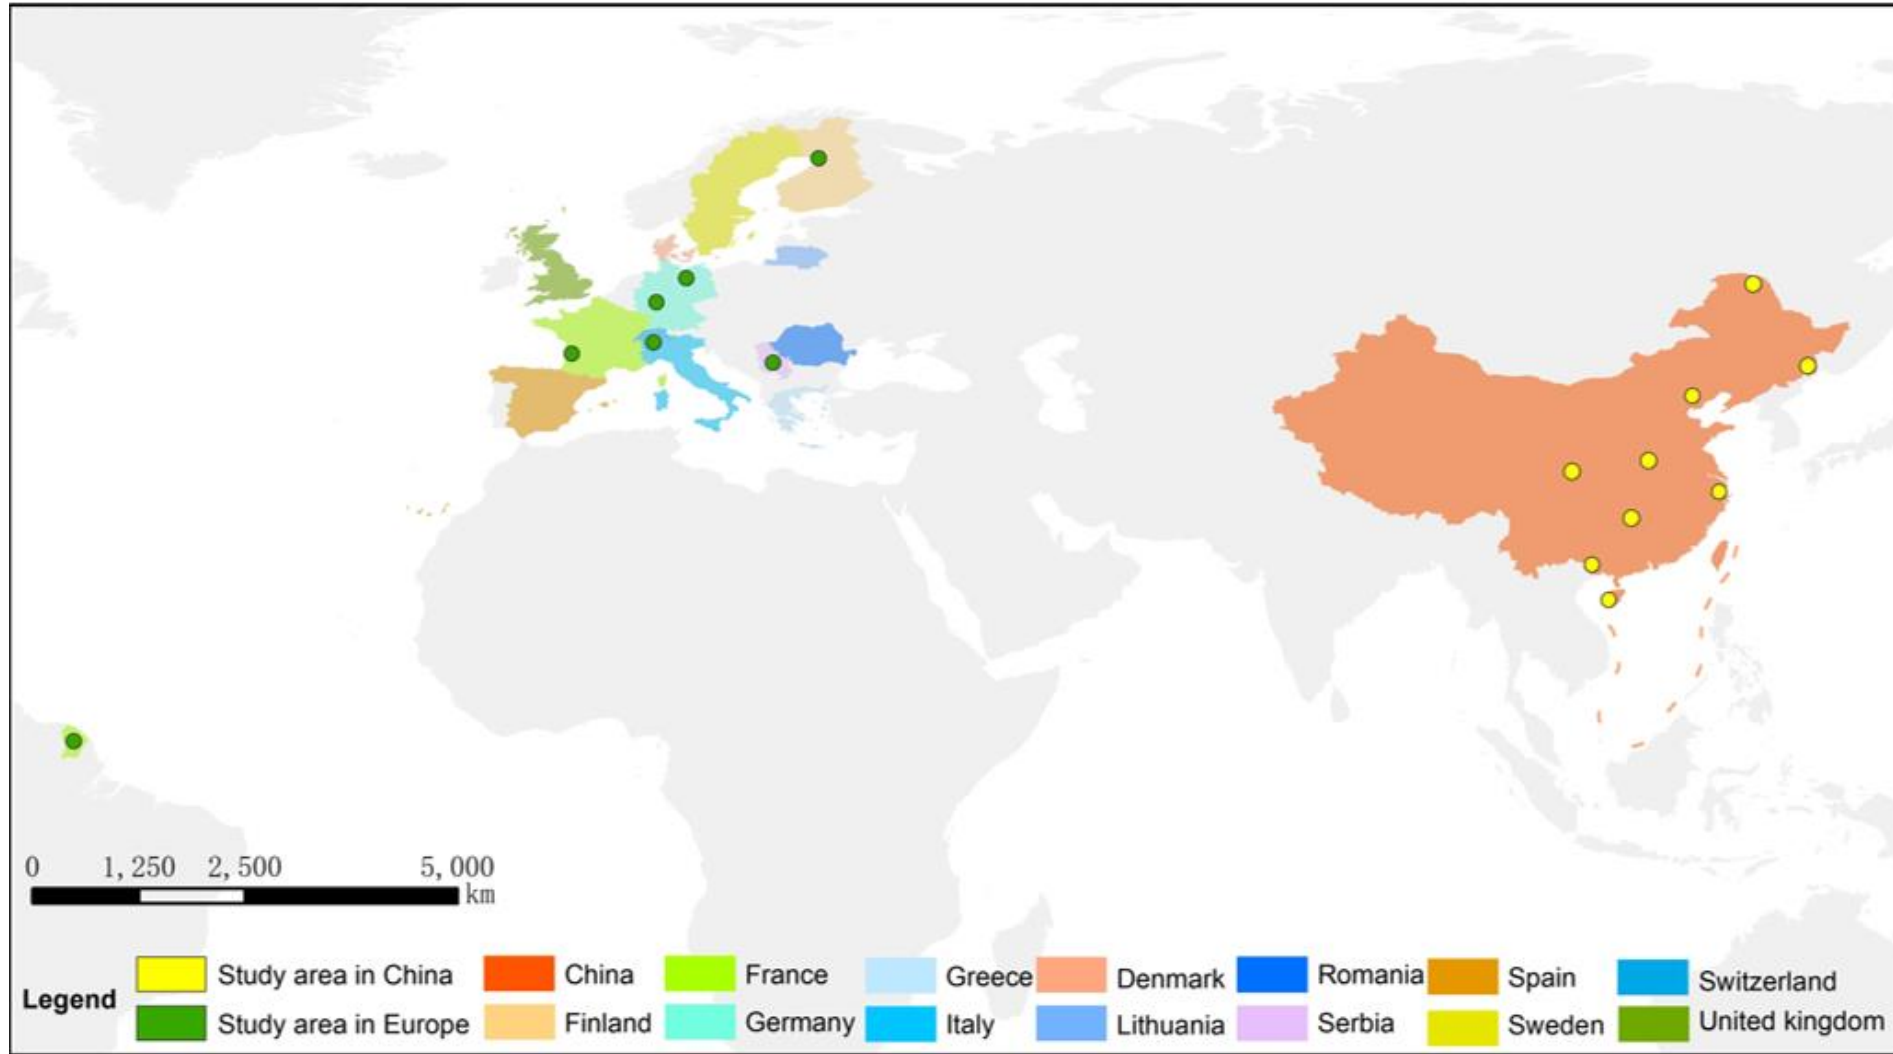 0 1,250 2,500 5,000
km
Legend
Study area in China
China
France
Greece
Denmark
Romania
Spain
Switzerland
Study area in Europe
Finland
Germany
Italy
Lithuania
Serbia
Sweden
United kingdom